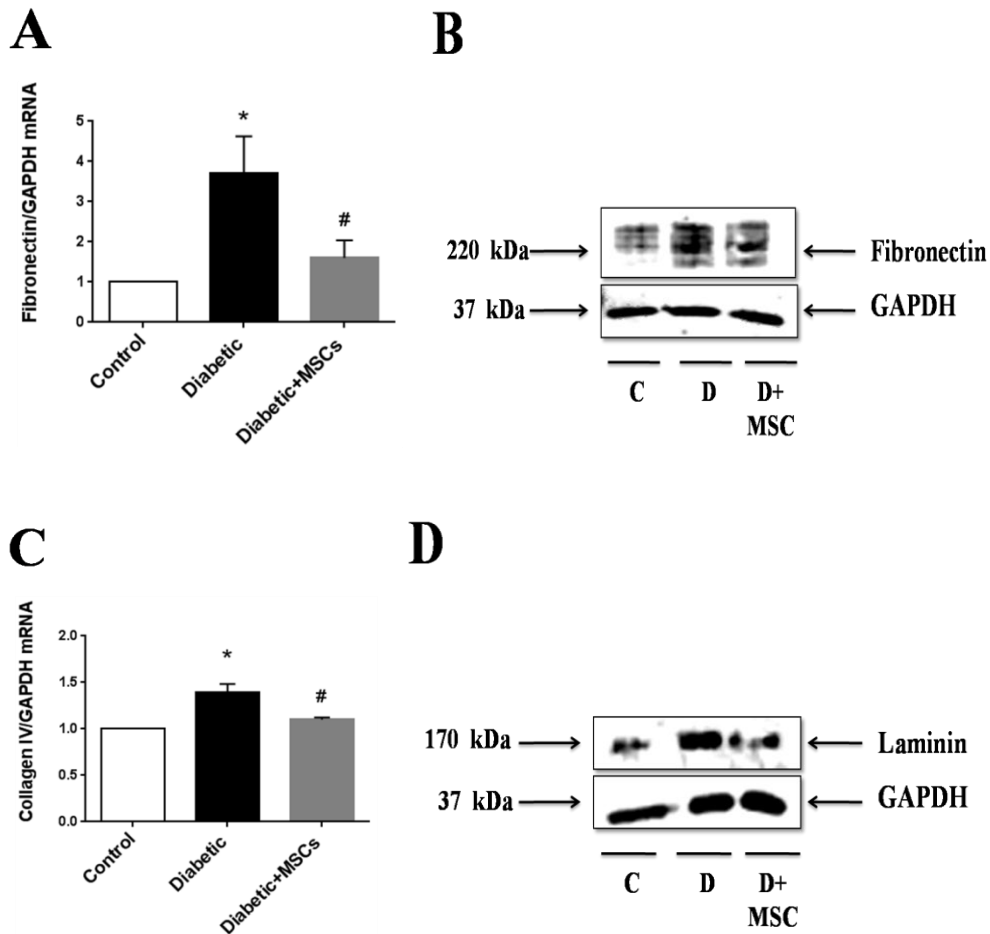 A
Fibronectin/GAPDH mRNA
5
4
3
2
1
0
*
#
Control
Diabetic
Diabetic+MSCs
B
220 kDa
Fibronectin
37 kDa
GAPDH
C
D
D+
MSC
C
Collagen IV/GAPDH mRNA
2.0
1.5
1.0
0.5
0.0
*
#
Control
Diabetic
Diabetic+MSCs
D
170 kDa
Laminin
37 kDa
GAPDH
C
D
D+
MSC